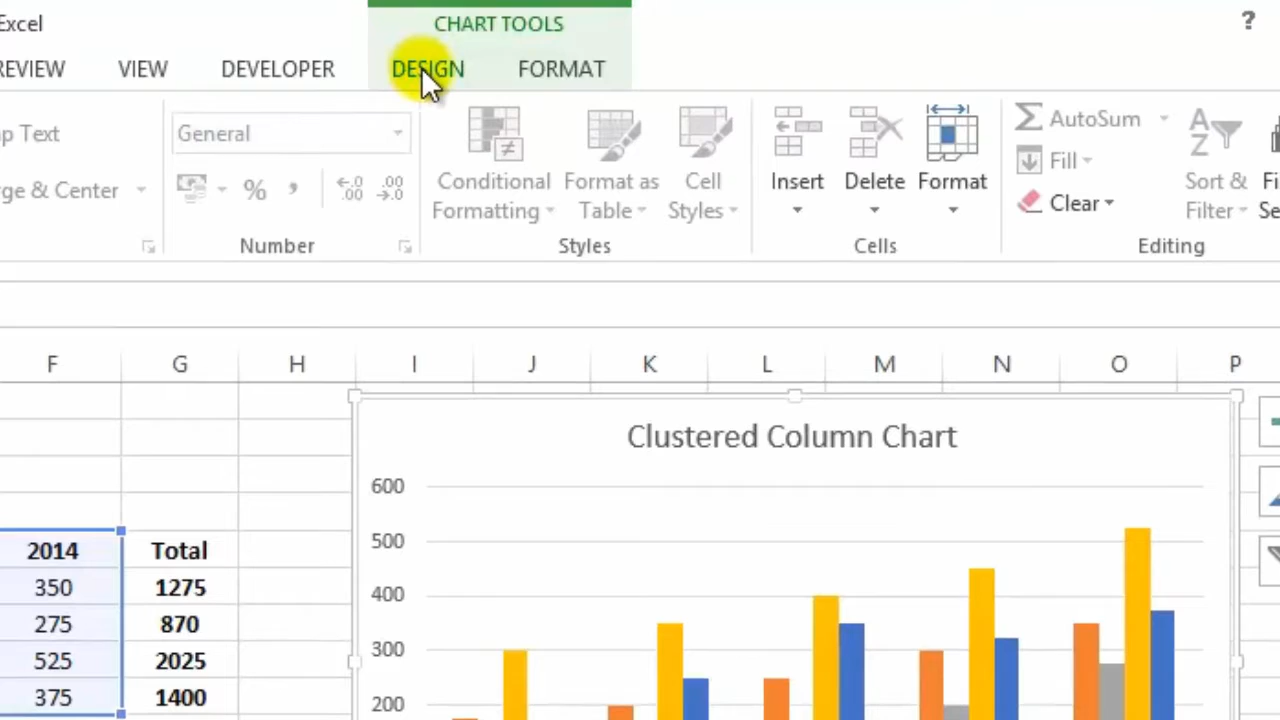 Excel
CHART TOOLS
?
REVIEW VIEW DEVELOPER DESIGN FORMAT
Text
General
& Center
%
Conditional Formatting
Format as Table
Cell Styles
Insert
Delete
Format
AutoSum
Fill
Clear
Sort & Filter
Number
Styles
Cells
Editing
F G H I J K L M N O P
Clustered Column Chart
600
500
400
300
200
2014 Total
350 1275
275 870
525 2025
375 1400